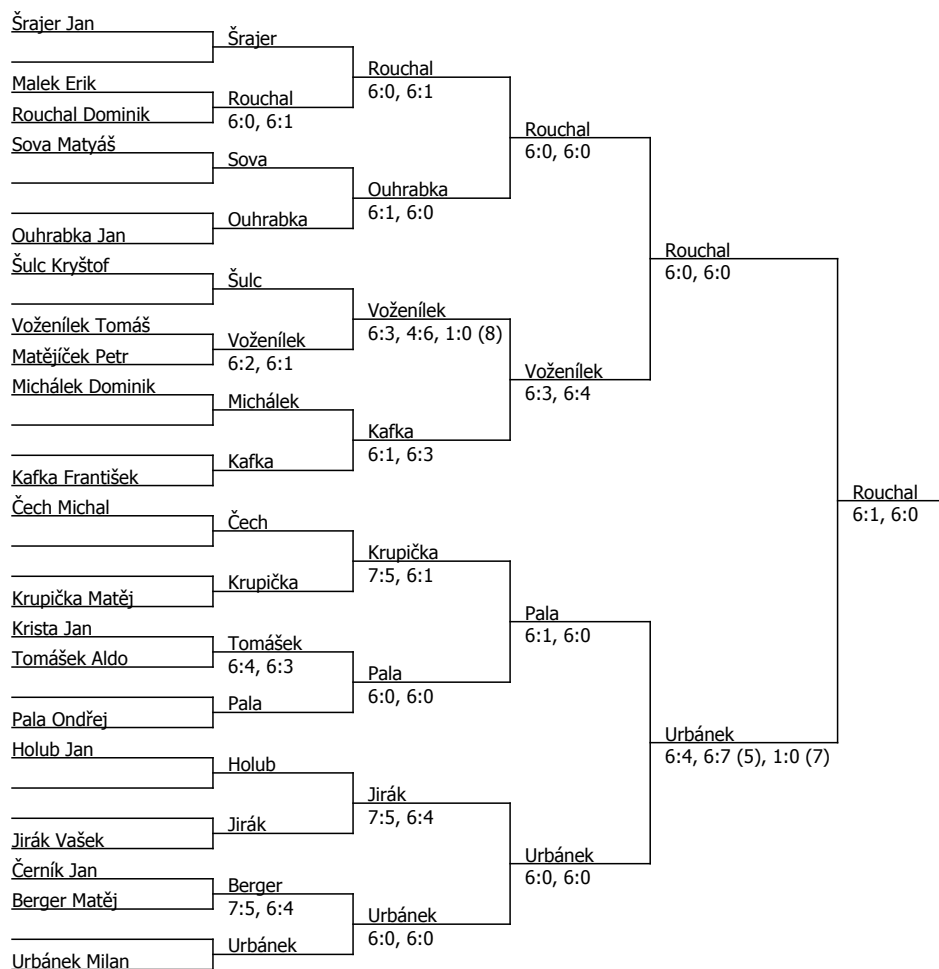 Šrajer Jan
Malek Erik
Rouchal Dominik
Sova Matyáš
Ouhrabka Jan
Šulc Kryštof
Voženílek Tomáš
Matějíček Petr
Michálek Dominik
Kafka František
Čech Michal
Krupička Matěj
Krista Jan
Tomášek Aldo
Pala Ondřej
Holub Jan
Jirák Vašek
Černík Jan
Berger Matěj
Urbánek Milan
Šrajer
Rouchal
6:0, 6:1
Sova
Ouhrabka
Šulc
Voženílek
6:2, 6:1
Michálek
Kafka
Čech
Krupička
Tomášek
6:4, 6:3
Pala
Holub
Jirák
Berger
7:5, 6:4
Urbánek
Rouchal
6:0, 6:1
Ouhrabka
6:1, 6:0
Voženílek
6:3, 4:6, 1:0 (8)
Kafka
6:1, 6:3
Krupička
7:5, 6:1
Pala
6:0, 6:0
Jirák
7:5, 6:4
Urbánek
6:0, 6:0
Rouchal
6:0, 6:0
Voženílek
6:3, 6:4
Pala
6:1, 6:0
Urbánek
6:0, 6:0
Rouchal
6:0, 6:0
Urbánek
6:4, 6:7 (5), 1:0 (7)
Rouchal
6:1, 6:0